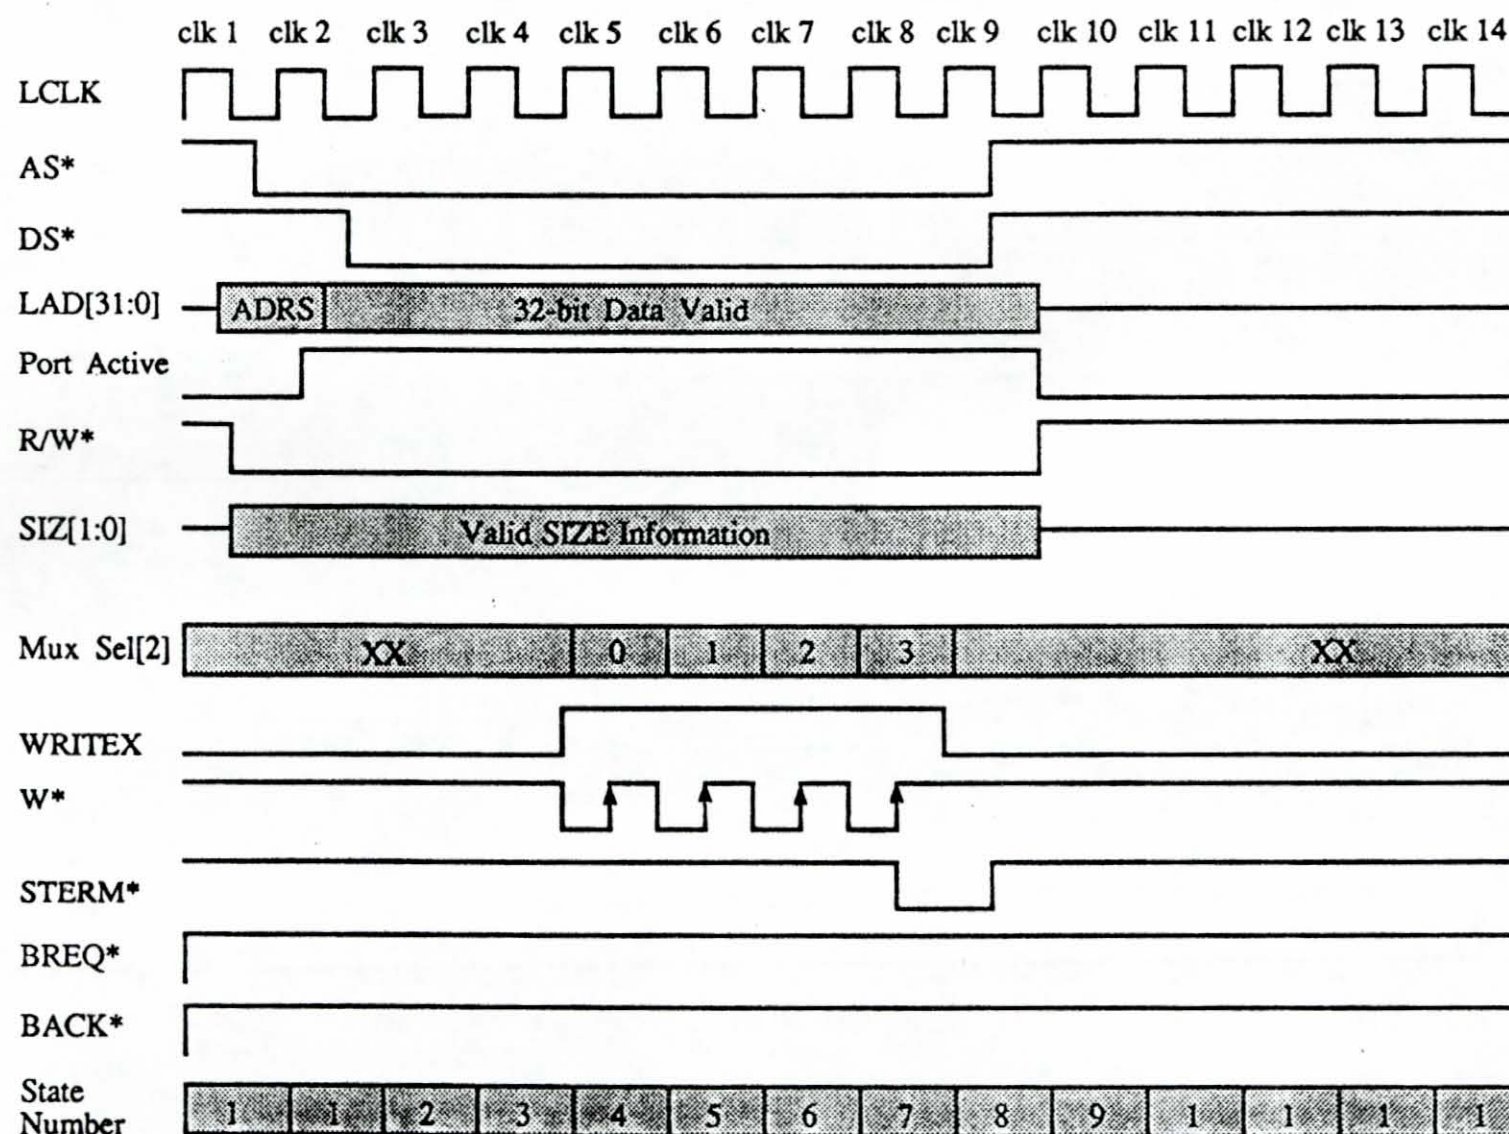 clk 1 clk 2 clk 3 clk 4 clk 5 clk 6 clk 7 clk 8 clk 9 clk 10 clk 11 clk 12 clk 13 clk 14
LCLK
AS*
DS*
LAD[31:0] ADRS 32-bit Data Valid
Port Active
R/W*
SIZ[1:0] Valid SIZE Information
Mux Sel[2] XX 0 1 2 3 XX
WRITEX
W*
STERM*
BREQ*
BACK*
State
Number 1 1 2 3 4 5 6 7 8 9 1 1 1 1